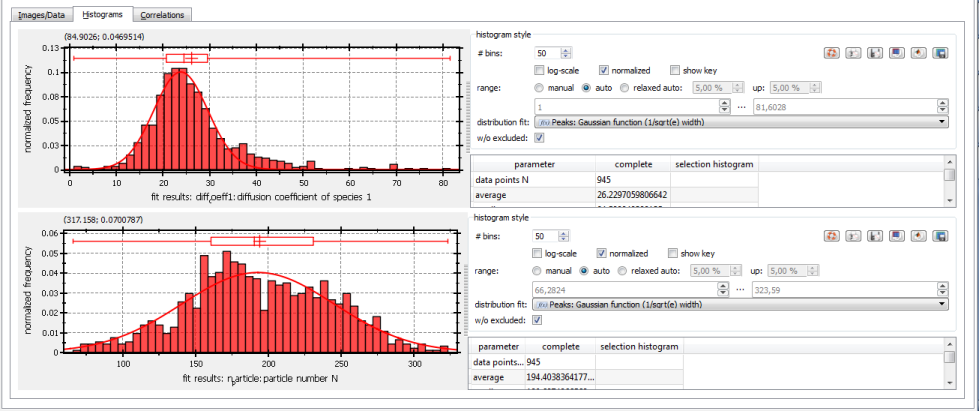 Images/Data Histograms Correlations
(84.9026; 0.0469514)
normalized frequency
0.13
0.1
0.08
0.05
0.03
0
0 10 20 30 40 50 60 70 80
fit results: diff_coeff1: diffusion coefficient of species 1
histogram style
# bins: 50
log-scale normalized show key
range: manual auto relaxed auto: 5,00 % up: 5,00 %
1 ... 81,6028
distribution fit: f(x) Peaks: Gaussian function (1/sqrt(e) width)
w/o excluded:
parameter complete selection histogram
data points N 945
average 26.2297059806642
(317.158; 0.0700787)
normalized frequency
0.06
0.05
0.04
0.03
0.02
0.01
0
100 150 200 250 300
fit results: n_particle: particle number N
histogram style
# bins: 50
log-scale normalized show key
range: manual auto relaxed auto: 5,00 % up: 5,00 %
66,2824 ... 323,59
distribution fit: f(x) Peaks: Gaussian function (1/sqrt(e) width)
w/o excluded:
parameter complete selection histogram
data points... 945
average 194.4038364177...